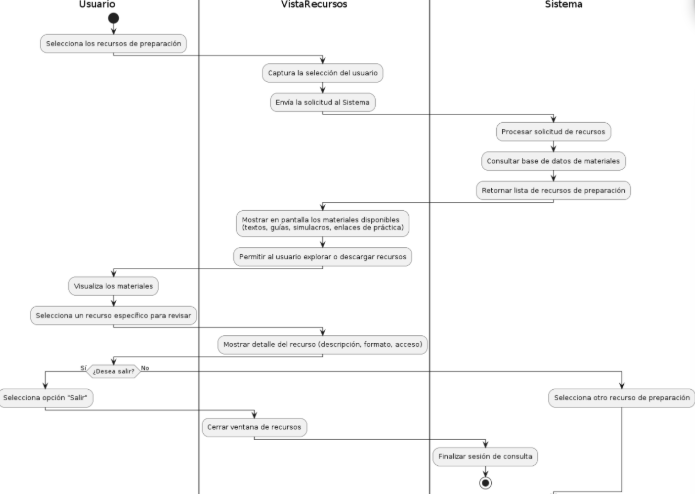 Usuario
VistaRecursos
Sistema
Selecciona los recursos de preparación
Captura la selección del usuario
Envía la solicitud al Sistema
Procesar solicitud de recursos
Consultar base de datos de materiales
Retornar lista de recursos de preparación
Mostrar en pantalla los materiales disponibles
(textos, guías, simulacros, enlaces de práctica)
Permitir al usuario explorar o descargar recursos
Visualiza los materiales
Selecciona un recurso específico para revisar
Mostrar detalle del recurso (descripción, formato, acceso)
Sí
¿Desea salir?
No
Selecciona opción "Salir"
Selecciona otro recurso de preparación
Cerrar ventana de recursos
Finalizar sesión de consulta